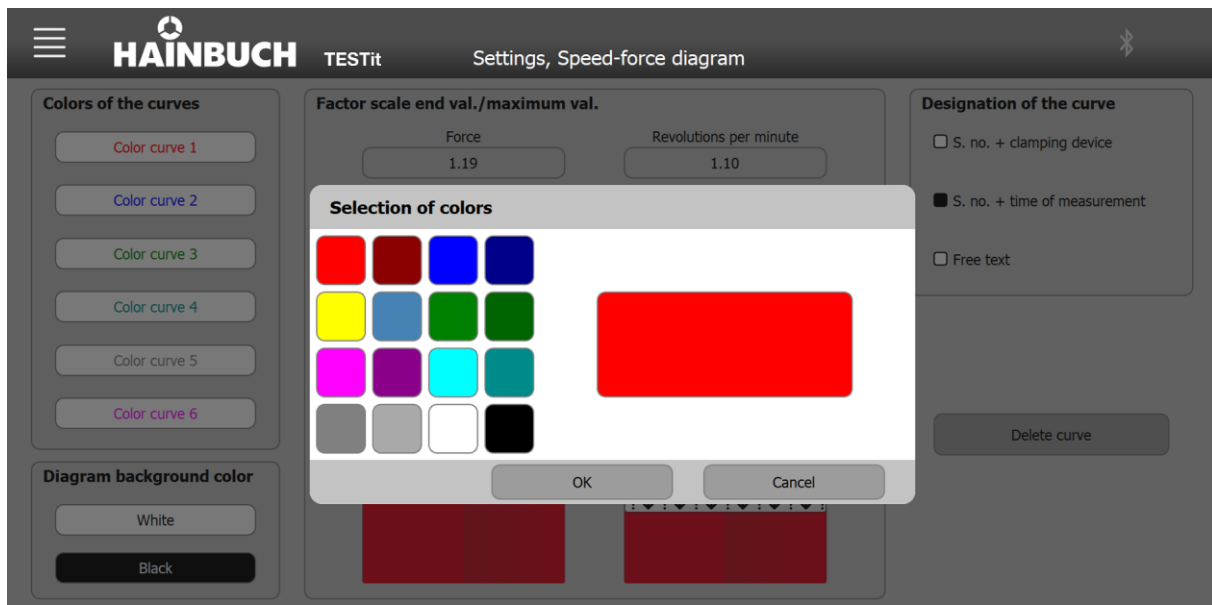 HAINBUCH TESTit Settings, Speed-force diagram
Colors of the curves
Color curve 1
Color curve 2
Color curve 3
Color curve 4
Color curve 5
Color curve 6
Diagram background color
White
Black
Factor scale end val./maximum val.
Force Revolutions per minute
1.19 1.10
Selection of colors
OK Cancel
Designation of the curve
S. no. + clamping device
S. no. + time of measurement
Free text
Delete curve